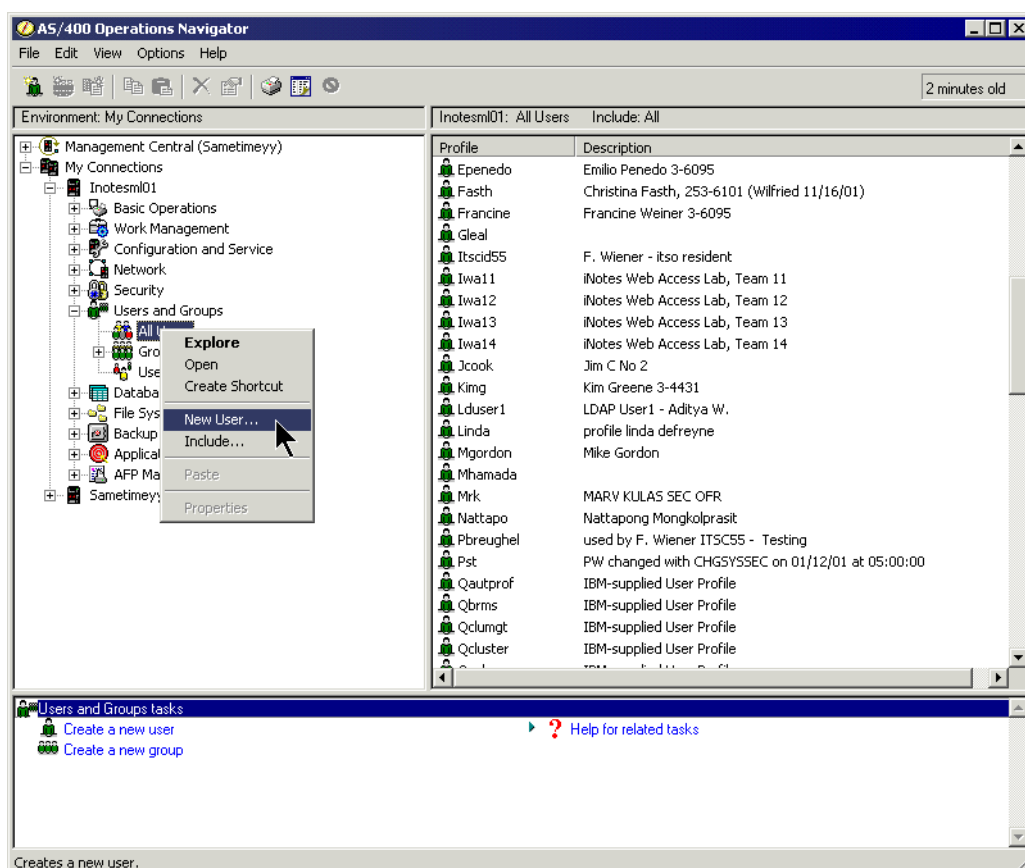 AS/400 Operations Navigator
File Edit View Options Help
2 minutes old
Environment: My Connections
Inotesml01: All Users Include: All
Management Central (Sametimeyy)
My Connections
Inotesml01
Basic Operations
Work Management
Configuration and Service
Network
Security
Users and Groups
All U
Gro
Use
Databa
File Sys
Backup
Applicat
AFP Ma
Sametimeyy
Explore
Open
Create Shortcut
New User...
Include...
Paste
Properties
Profile Description
Epenedo Emilio Penedo 3-6095
Fasth Christina Fasth, 253-6101 (Wilfried 11/16/01)
Francine Francine Weiner 3-6095
Gleal
Itscid55 F. Wiener - itso resident
Iwa11 iNotes Web Access Lab, Team 11
Iwa12 iNotes Web Access Lab, Team 12
Iwa13 iNotes Web Access Lab, Team 13
Iwa14 iNotes Web Access Lab, Team 14
Jcook Jim C No 2
Kimg Kim Greene 3-4431
Lduser1 LDAP User1 - Aditya W.
Linda profile linda defreyne
Mgordon Mike Gordon
Mhamada
Mrk MARV KULAS SEC OFR
Nattapo Nattapong Mongkolprasit
Pbreughel used by F. Wiener ITSC55 - Testing
Pst PW changed with CHGSYSSEC on 01/12/01 at 05:00:00
Qautprof IBM-supplied User Profile
Qbrms IBM-supplied User Profile
Qclumgt IBM-supplied User Profile
Qcluster IBM-supplied User Profile
Users and Groups tasks
Create a new user
Help for related tasks
Create a new group
Creates a new user.